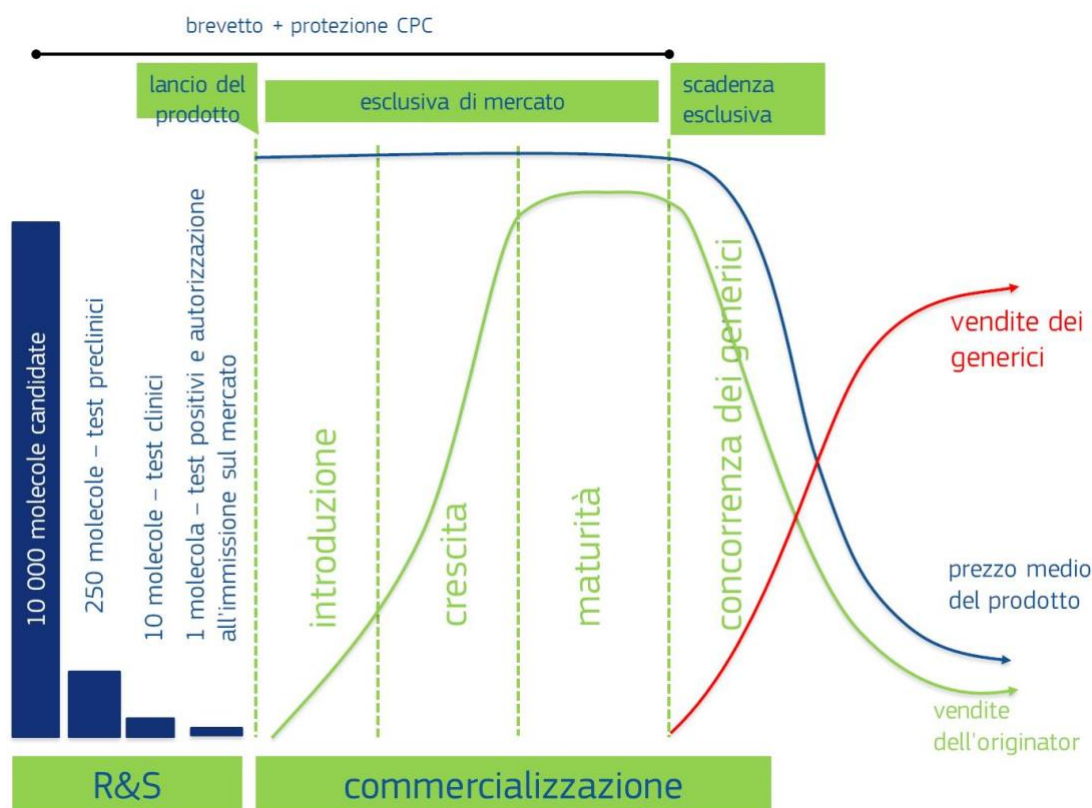 brevetto + protezione CPC
lancio del
prodotto
esclusiva di mercato
scadenza
esclusiva
10 000 molecole candidate
250 molecole – test preclinici
10 molecole – test clinici
1 molecola – test positivi e autorizzazione
all'immissione sul mercato
introduzione
crescita
maturità
concorrenza dei generici
vendite dei
generici
prezzo medio
del prodotto
vendite
dell'originator
R&S
commercializzazione